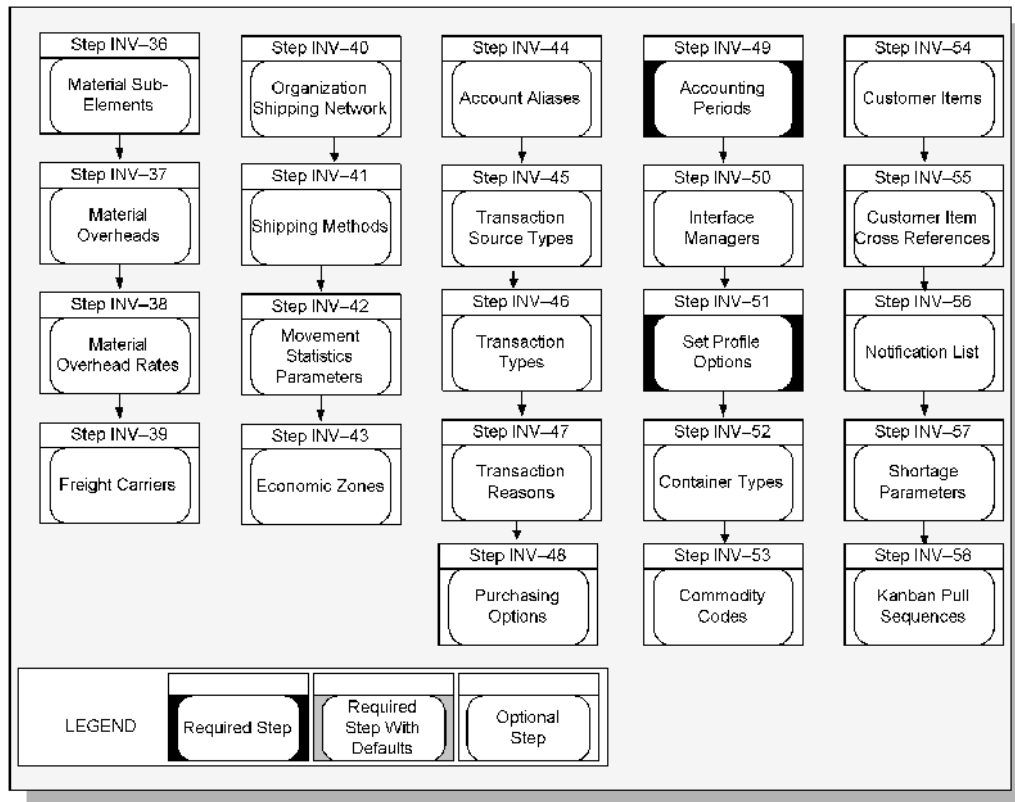 Step INV–36
Material Sub-
Elements
Step INV–37
Material
Overheads
Step INV–38
Material
Overhead Rates
Step INV–39
Freight Carriers
Step INV–40
Organization
Shipping Network
Step INV–41
Shipping Methods
Step INV–42
Movement
Statistics
Parameters
Step INV–43
Economic Zones
Step INV–44
Account Aliases
Step INV–45
Transaction
Source Types
Step INV–46
Transaction
Types
Step INV–47
Transaction
Reasons
Step INV–48
Purchasing
Options
Step INV–49
Accounting
Periods
Step INV–50
Interface
Managers
Step INV–51
Set Profile
Options
Step INV–52
Container Types
Step INV–53
Commodity
Codes
Step INV–54
Customer Items
Step INV–55
Customer Item
Cross References
Step INV–56
Notification List
Step INV–57
Shortage
Parameters
Step INV–58
Kanban Pull
Sequences
LEGEND
Required Step
Required
Step With
Defaults
Optional
Step